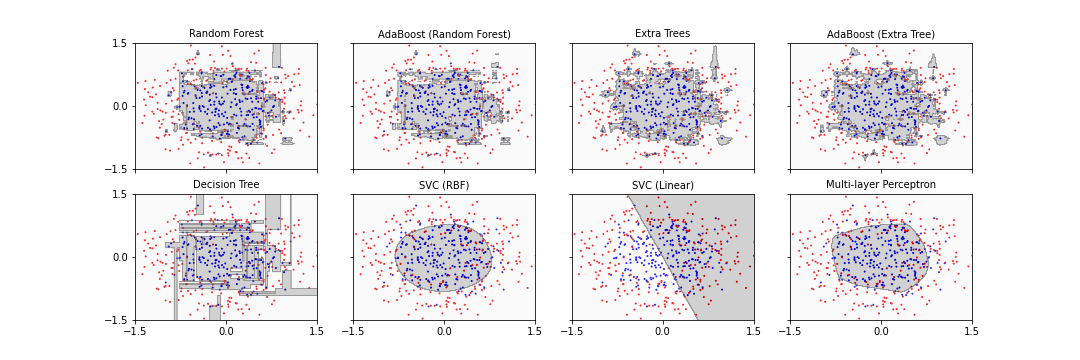 Random Forest
AdaBoost (Random Forest)
Extra Trees
AdaBoost (Extra Tree)
1.5
0.0
−1.5
Decision Tree
SVC (RBF)
SVC (Linear)
Multi-layer Perceptron
1.5
0.0
−1.5
−1.5 0.0 1.5
−1.5 0.0 1.5
−1.5 0.0 1.5
−1.5 0.0 1.5